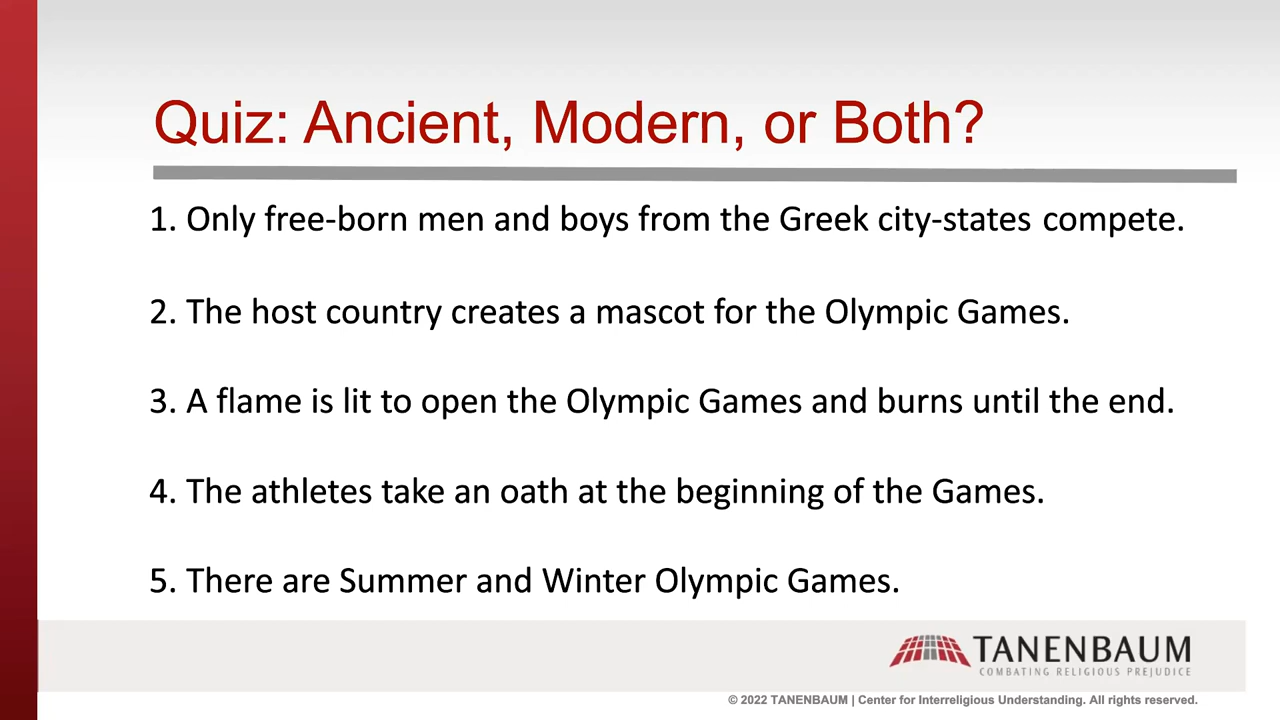 Quiz: Ancient, Modern, or Both?
1. Only free-born men and boys from the Greek city-states compete.
2. The host country creates a mascot for the Olympic Games.
3. A flame is lit to open the Olympic Games and burns until the end.
4. The athletes take an oath at the beginning of the Games.
5. There are Summer and Winter Olympic Games.
TANENBAUM
COMBATING RELIGIOUS PREJUDICE
© 2022 TANENBAUM | Center for Interreligious Understanding. All rights reserved.